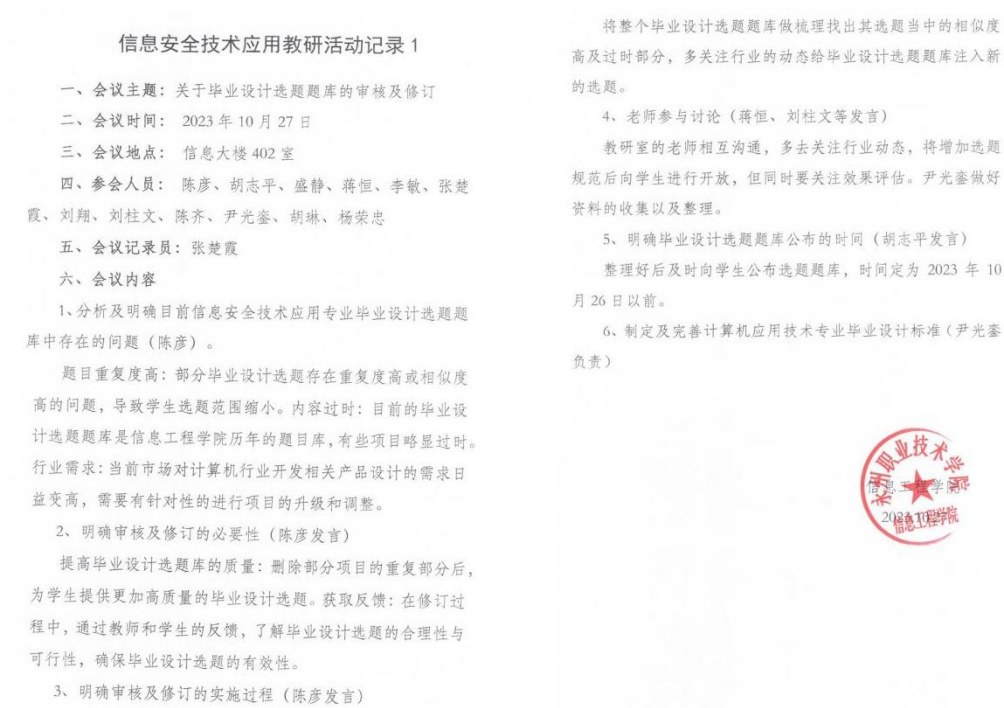 信息安全技术应用教研活动记录 1
一、会议主题：关于毕业设计选题题库的审核及修订
二、会议时间： 2023 年 10 月 27 日
三、会议地点： 信息大楼 402 室
四、参会人员： 陈彦、胡志平、盛静、蒋恒、李敏、张楚
霞、刘翔、刘柱文、陈齐、尹光銮、胡琳、杨荣忠
五、会议记录员：张楚霞
六、会议内容
1、分析及明确目前信息安全技术应用专业毕业设计选题题
库中存在的问题（陈彦）。
题目重复度高：部分毕业设计选题存在重复度高或相似度
高的问题，导致学生选题范围缩小。内容过时：目前的毕业设
计选题题库是信息工程学院历年的题目库，有些项目略显过时。
行业需求：当前市场对计算机行业开发相关产品设计的需求日
益变高，需要有针对性的进行项目的升级和调整。
2、明确审核及修订的必要性（陈彦发言）
提高毕业设计选题库的质量：删除部分项目的重复部分后，
为学生提供更加高质量的毕业设计选题。获取反馈：在修订过
程中，通过教师和学生的反馈，了解毕业设计选题的合理性与
可行性，确保毕业设计选题的有效性。
3、明确审核及修订的实施过程（陈彦发言）
将整个毕业设计选题题库做梳理找出其选题当中的相似度
高及过时部分，多关注行业的动态给毕业设计选题题库注入新
的选题。
4、老师参与讨论（蒋恒、刘柱文等发言）
教研室的老师相互沟通，多去关注行业动态，将增加选题
规范后向学生进行开放，但同时要关注效果评估。尹光銮做好
资料的收集以及整理。
5、明确毕业设计选题题库公布的时间（胡志平发言）
整理好后及时向学生公布选题题库，时间定为 2023 年 10
月 26 日以前。
6、制定及完善计算机应用技术专业毕业设计标准（尹光銮
负责）
永州职业技术学院
信息工程学院
信息工程学院